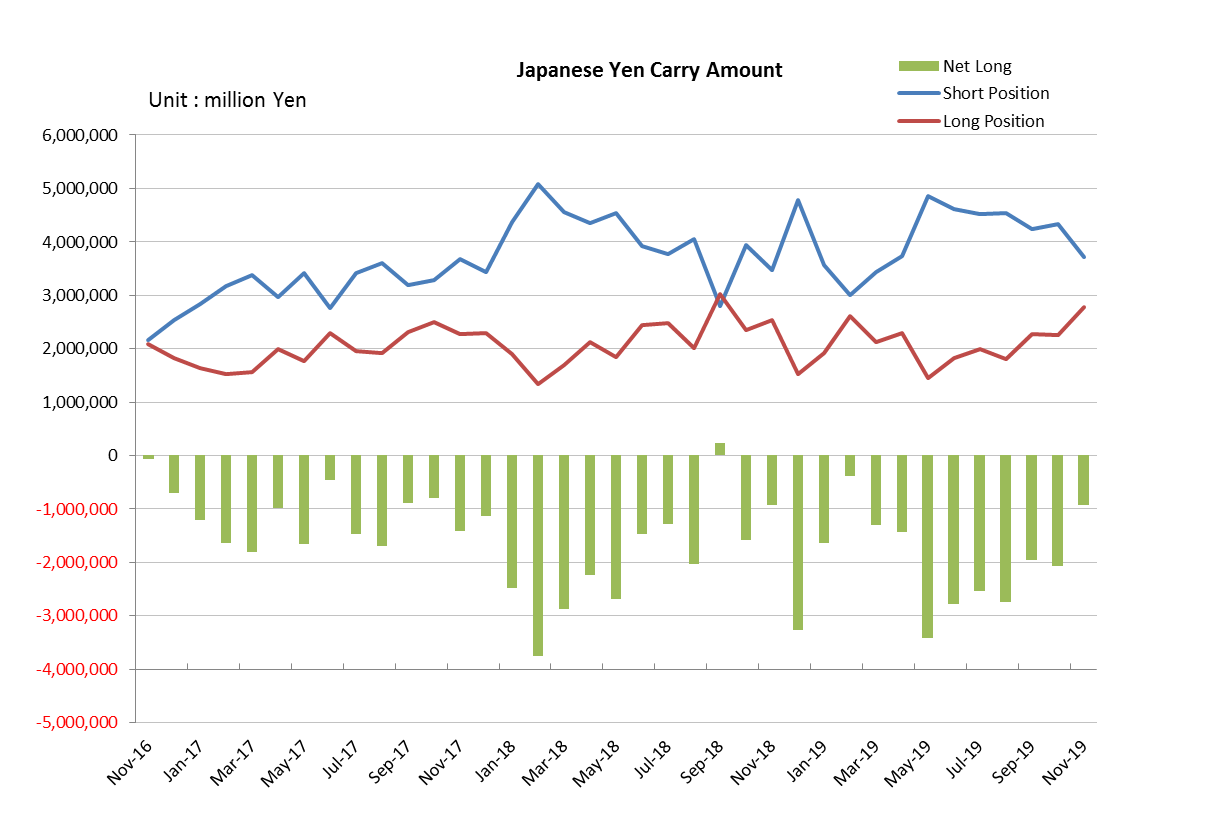 Japanese Yen Carry Amount
Net Long
Short Position
Long Position
Unit : million Yen
6,000,000
5,000,000
4,000,000
3,000,000
2,000,000
1,000,000
0
-1,000,000
-2,000,000
-3,000,000
-4,000,000
-5,000,000
Nov-16
Jan-17
Mar-17
May-17
Jul-17
Sep-17
Nov-17
Jan-18
Mar-18
May-18
Jul-18
Sep-18
Nov-18
Jan-19
Mar-19
May-19
Jul-19
Sep-19
Nov-19